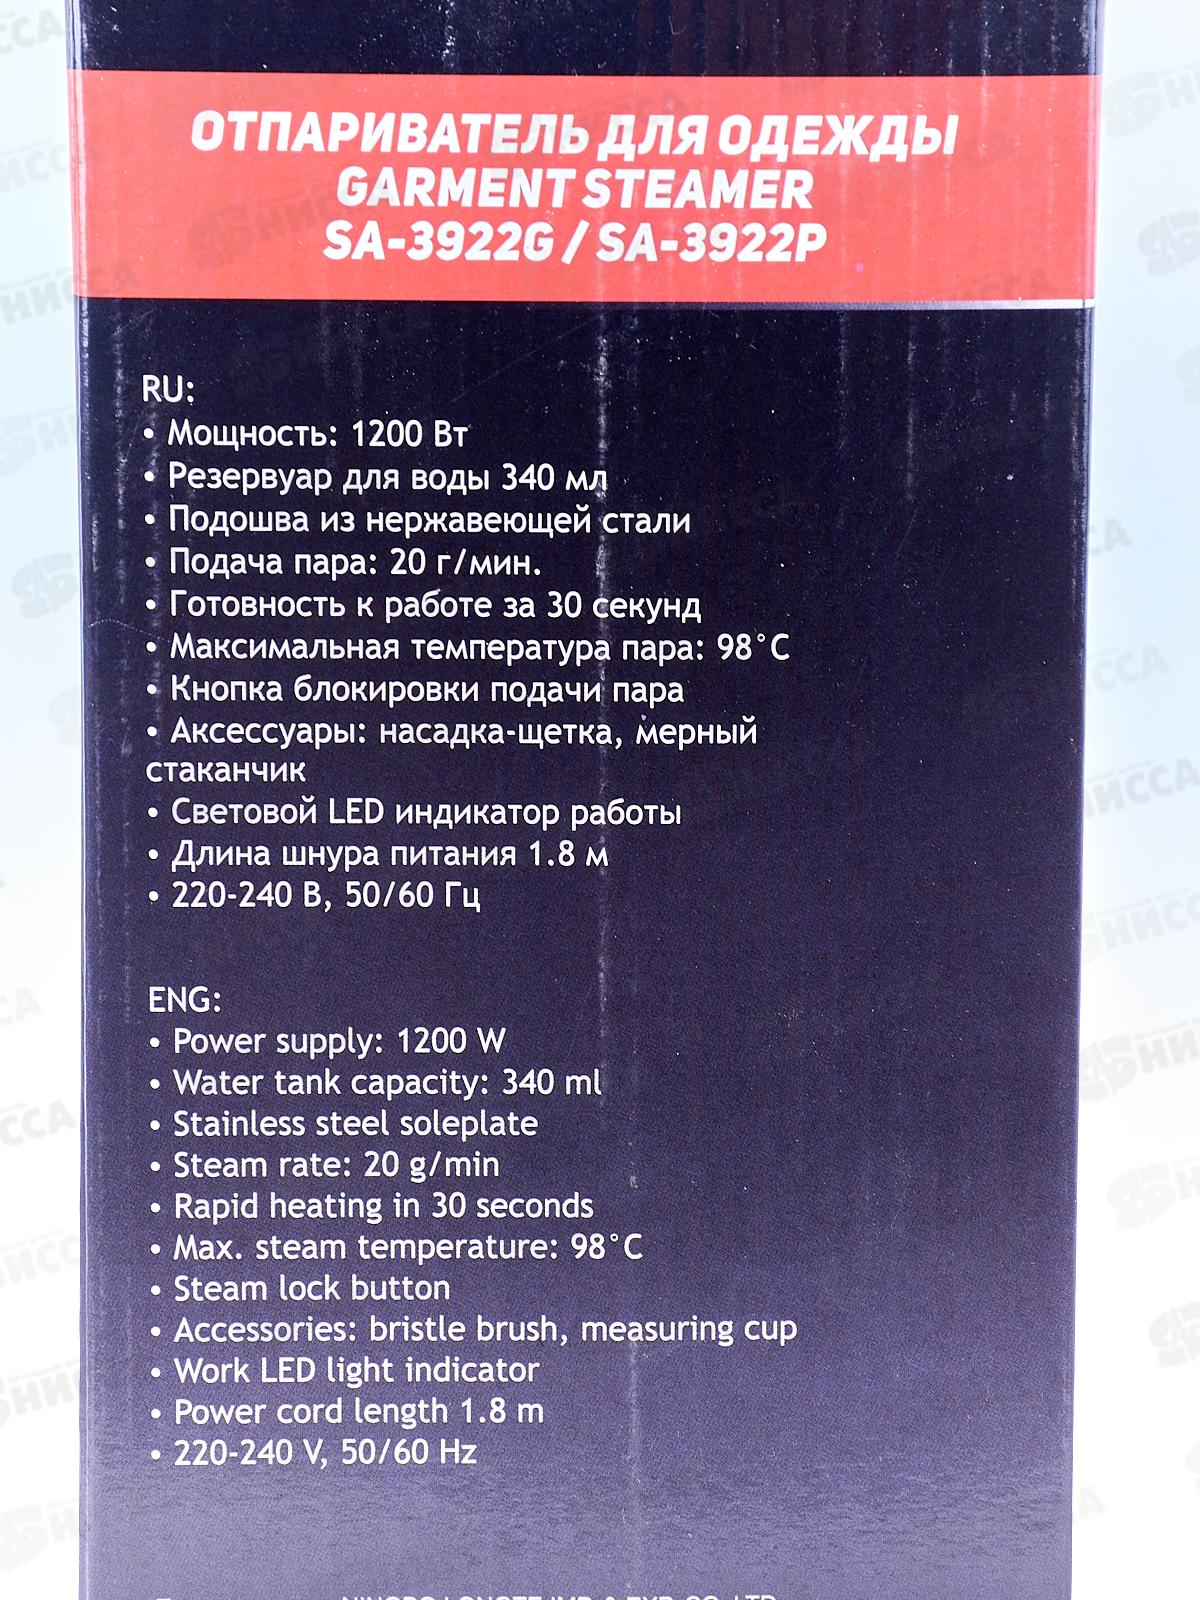 ОТПАРИВАТЕЛЬ ДЛЯ ОДЕЖДЫ
GARMENT STEAMER
SA-3922G / SA-3922P
RU:
• Мощность: 1200 Вт
• Резервуар для воды 340 мл
• Подошва из нержавеющей стали
• Подача пара: 20 г/мин.
• Готовность к работе за 30 секунд
• Максимальная температура пара: 98°С
• Кнопка блокировки подачи пара
• Аксессуары: насадка-щетка, мерный
стаканчик
• Световой LED индикатор работы
• Длина шнура питания 1.8 м
• 220-240 В, 50/60 Гц
ENG:
• Power supply: 1200 W
• Water tank capacity: 340 ml
• Stainless steel soleplate
• Steam rate: 20 g/min
• Rapid heating in 30 seconds
• Max. steam temperature: 98°C
• Steam lock button
• Accessories: bristle brush, measuring cup
• Work LED light indicator
• Power cord length 1.8 m
• 220-240 V, 50/60 Hz